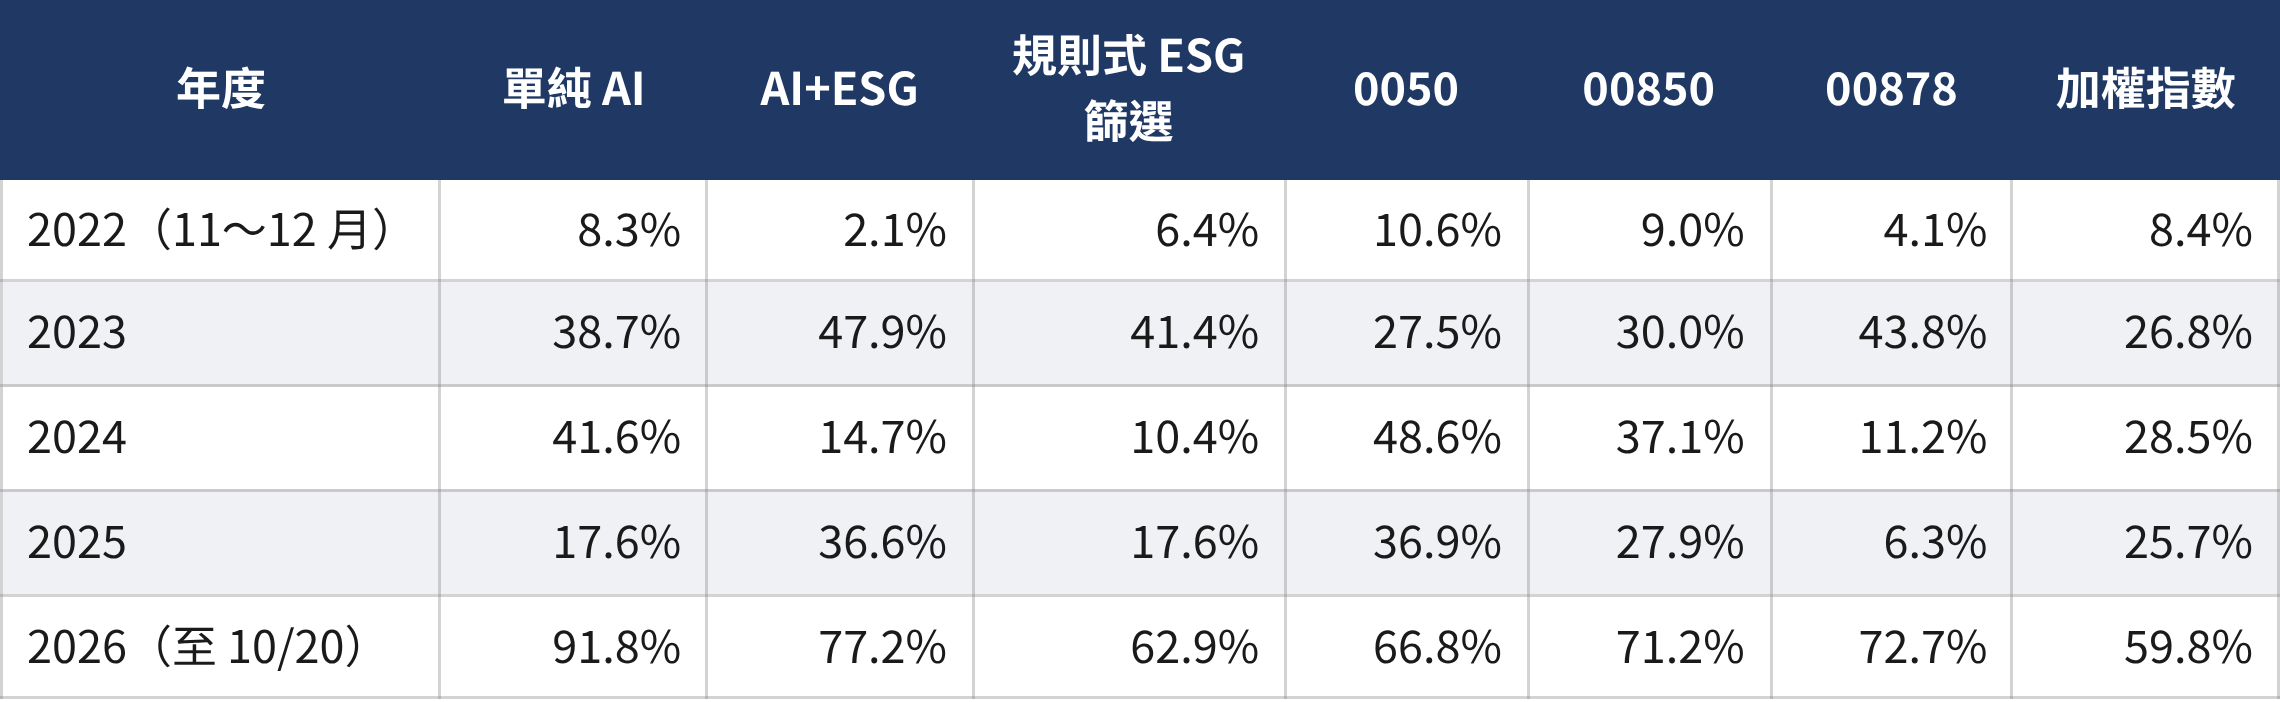 年度 單純 AI AI+ESG 規則式 ESG 篩選 0050 00850 00878 加權指數
2022（11～12 月） 8.3% 2.1% 6.4% 10.6% 9.0% 4.1% 8.4%
2023 38.7% 47.9% 41.4% 27.5% 30.0% 43.8% 26.8%
2024 41.6% 14.7% 10.4% 48.6% 37.1% 11.2% 28.5%
2025 17.6% 36.6% 17.6% 36.9% 27.9% 6.3% 25.7%
2026（至 10/20） 91.8% 77.2% 62.9% 66.8% 71.2% 72.7% 59.8%